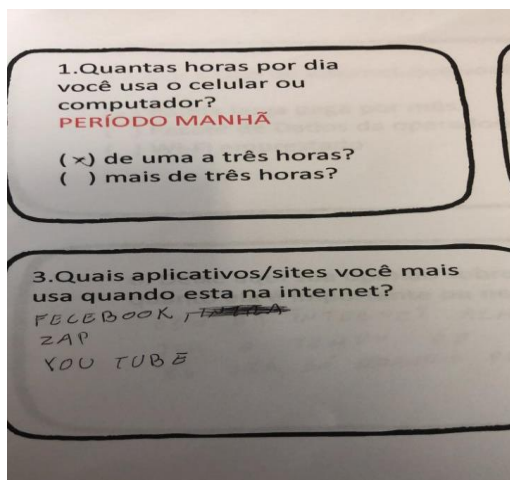 1.Quantas horas por dia
você usa o celular ou
computador?
PERÍODO MANHÃ
(x) de uma a três horas?
( ) mais de três horas?
3.Quais aplicativos/sites você mais
usa quando esta na internet?
FECEBOOK,
ZAP
YOU TUBE